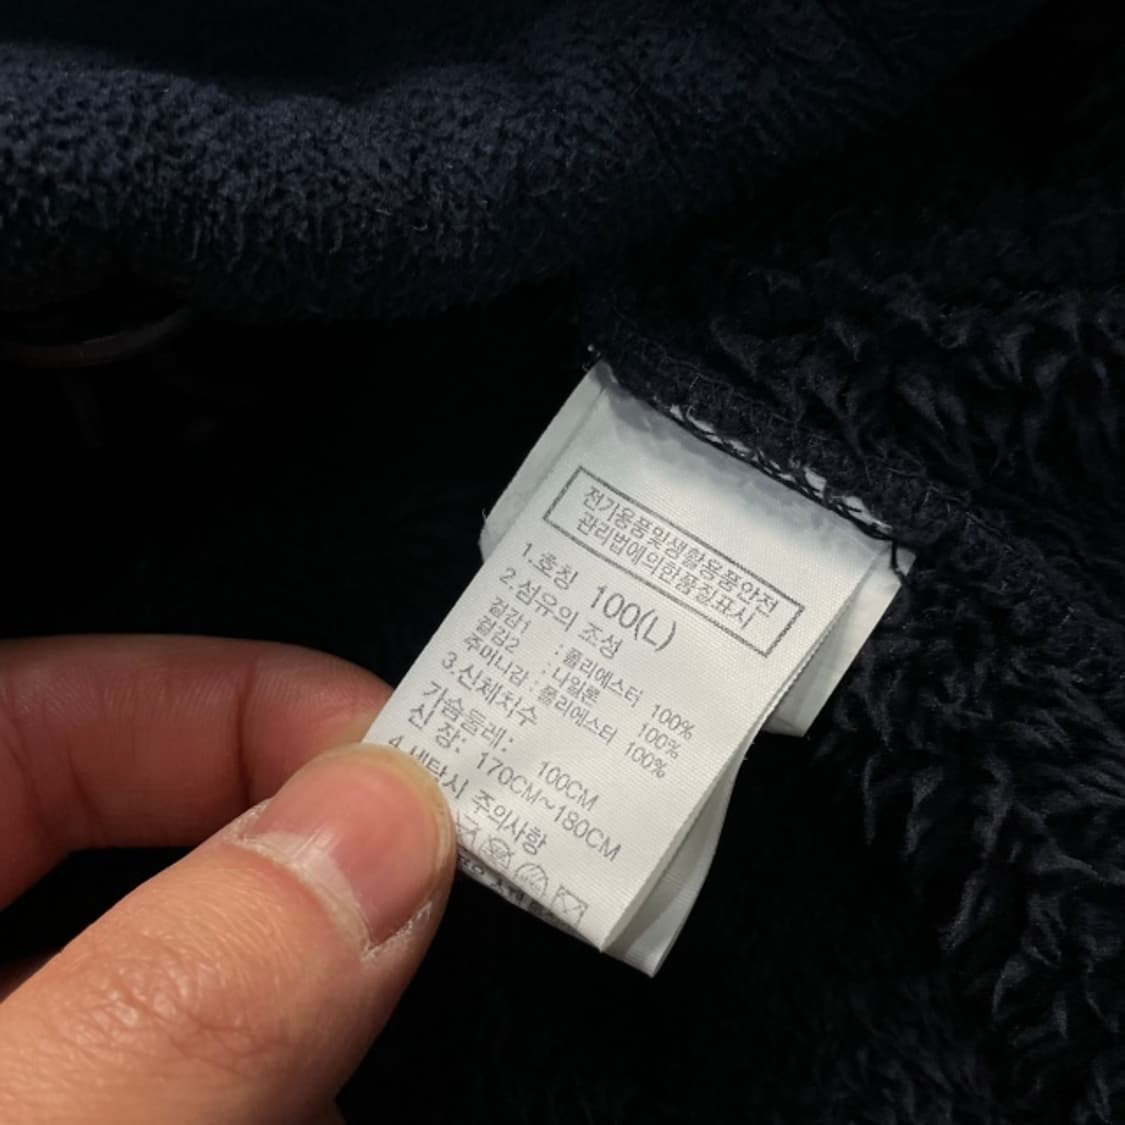 전기용품및생활용품안전
관리법에의한품질표시
1.호칭 100(L)
2.섬유의 조성
겉감1 : 폴리에스터 100%
겉감2 : 나일론 100%
주머니감 : 폴리에스터 100%
3.신체치수
가슴둘레: 100CM
신 장: 170CM~180CM
4.세탁시 주의사항